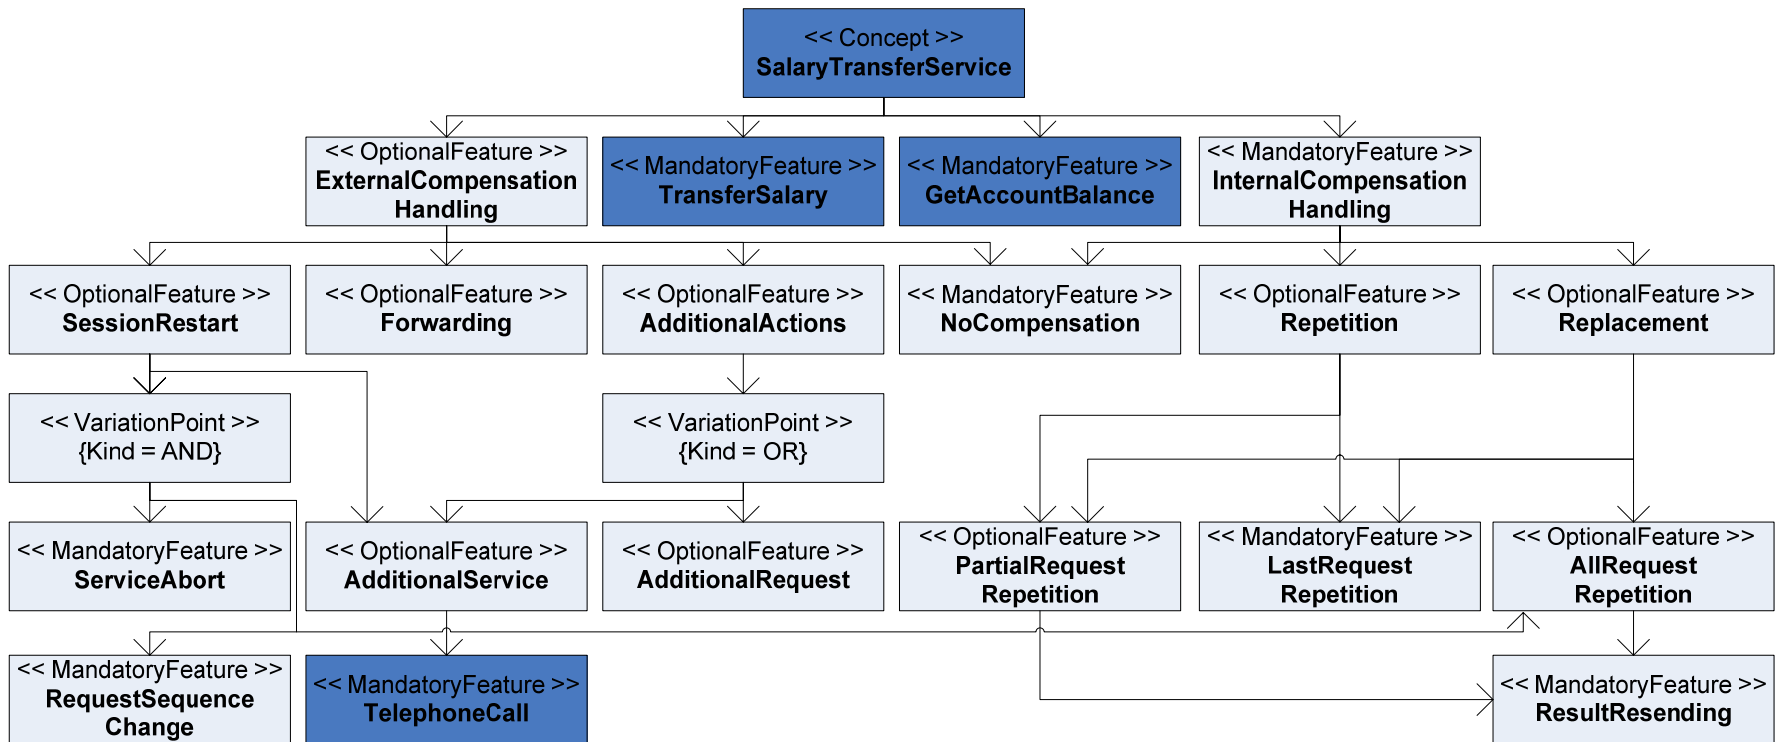 << Concept >>
SalaryTransferService
<< OptionalFeature >>
ExternalCompensation
Handling
<< MandatoryFeature >>
TransferSalary
<< MandatoryFeature >>
GetAccountBalance
<< MandatoryFeature >>
InternalCompensation
Handling
<< OptionalFeature >>
SessionRestart
<< OptionalFeature >>
Forwarding
<< OptionalFeature >>
AdditionalActions
<< MandatoryFeature >>
NoCompensation
<< OptionalFeature >>
Repetition
<< OptionalFeature >>
Replacement
<< VariationPoint >>
{Kind = AND}
<< VariationPoint >>
{Kind = OR}
<< MandatoryFeature >>
ServiceAbort
<< OptionalFeature >>
AdditionalService
<< OptionalFeature >>
AdditionalRequest
<< OptionalFeature >>
PartialRequest
Repetition
<< MandatoryFeature >>
LastRequest
Repetition
<< OptionalFeature >>
AllRequest
Repetition
<< MandatoryFeature >>
RequestSequence
Change
<< MandatoryFeature >>
TelephoneCall
<< MandatoryFeature >>
ResultResending